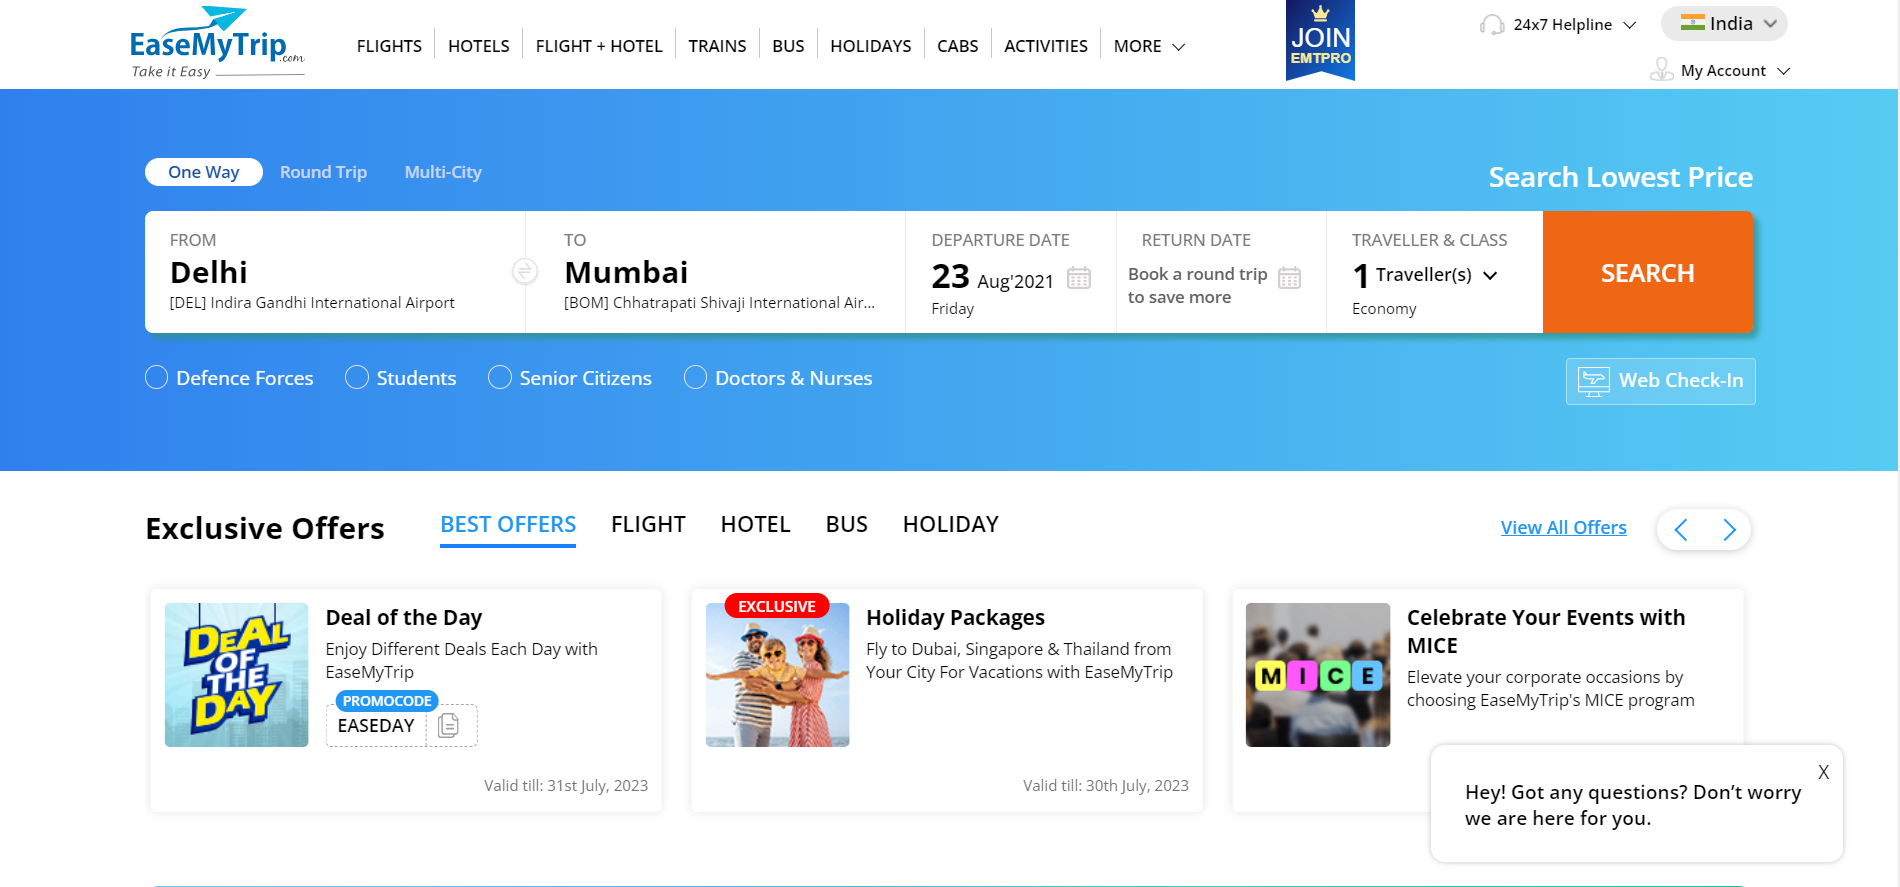 EaseMyTrip.com
Take it Easy
FLIGHTS
HOTELS
FLIGHT + HOTEL
TRAINS
BUS
HOLIDAYS
CABS
ACTIVITIES
MORE
JOIN
EMTPRO
24x7 Helpline
India
My Account
One Way
Round Trip
Multi-City
Search Lowest Price
FROM
Delhi
[DEL] Indira Gandhi International Airport
TO
Mumbai
[BOM] Chhatrapati Shivaji International Air...
DEPARTURE DATE
23 Aug'2021
Friday
RETURN DATE
Book a round trip
to save more
TRAVELLER & CLASS
1 Traveller(s)
Economy
SEARCH
Defence Forces
Students
Senior Citizens
Doctors & Nurses
Web Check-In
Exclusive Offers
BEST OFFERS
FLIGHT
HOTEL
BUS
HOLIDAY
View All Offers
DEAL
OF
THE
DAY
Deal of the Day
Enjoy Different Deals Each Day with
EaseMyTrip
PROMOCODE
EASEDAY
Valid till: 31st July, 2023
EXCLUSIVE
Holiday Packages
Fly to Dubai, Singapore & Thailand from
Your City For Vacations with EaseMyTrip
Valid till: 30th July, 2023
MICE
Celebrate Your Events with
MICE
Elevate your corporate occasions by
choosing EaseMyTrip's MICE program
X
Hey! Got any questions? Don’t worry
we are here for you.